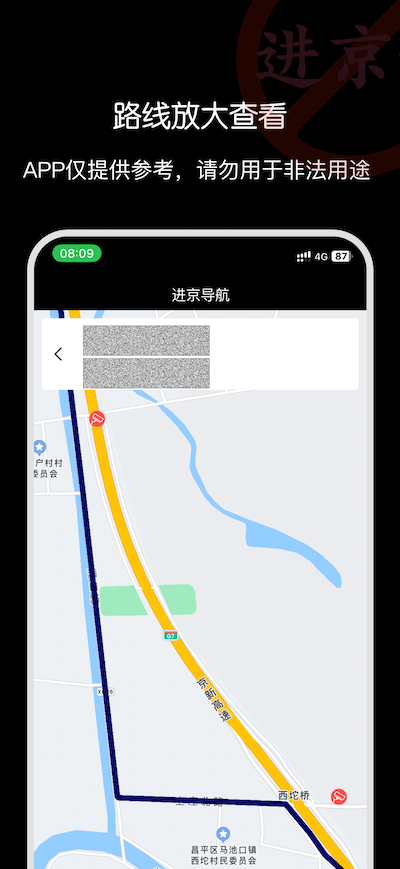 进京
路线放大查看
APP仅提供参考，请勿用于非法用途
08:09
4G 87
进京导航
户村村
委员会
G7
京新高速
西坨桥
昌平区马池口镇
西坨村民委员会